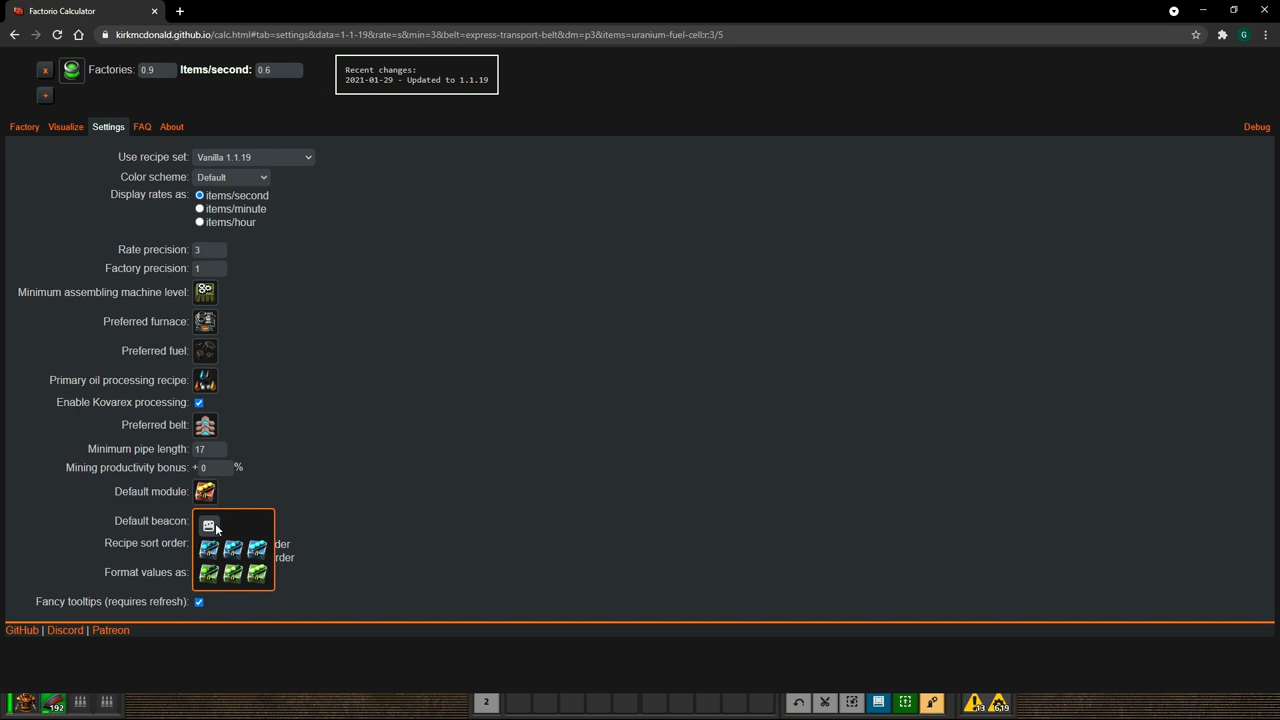 Factorio Calculator
kirkmcdonald.github.io/calc.html#tab=settings&data=1-1-19&rate=s&min=3&belt=express-transport-belt&dm=p3&items=uranium-fuel-cell:r:3/5
G
x
Factories: 0.9 Items/second: 0.6
+
Recent changes:
2021-01-29 - Updated to 1.1.19
Factory Visualize Settings FAQ About Debug
Use recipe set: Vanilla 1.1.19
Color scheme: Default
Display rates as: items/second
items/minute
items/hour
Rate precision: 3
Factory precision: 1
Minimum assembling machine level:
Preferred furnace:
Preferred fuel:
Primary oil processing recipe:
Enable Kovarex processing:
Preferred belt:
Minimum pipe length: 17
Mining productivity bonus: + 0 %
Default module:
Default beacon:
Recipe sort order: der
rder
Format values as:
Fancy tooltips (requires refresh):
GitHub | Discord | Patreon
192 2 13 619